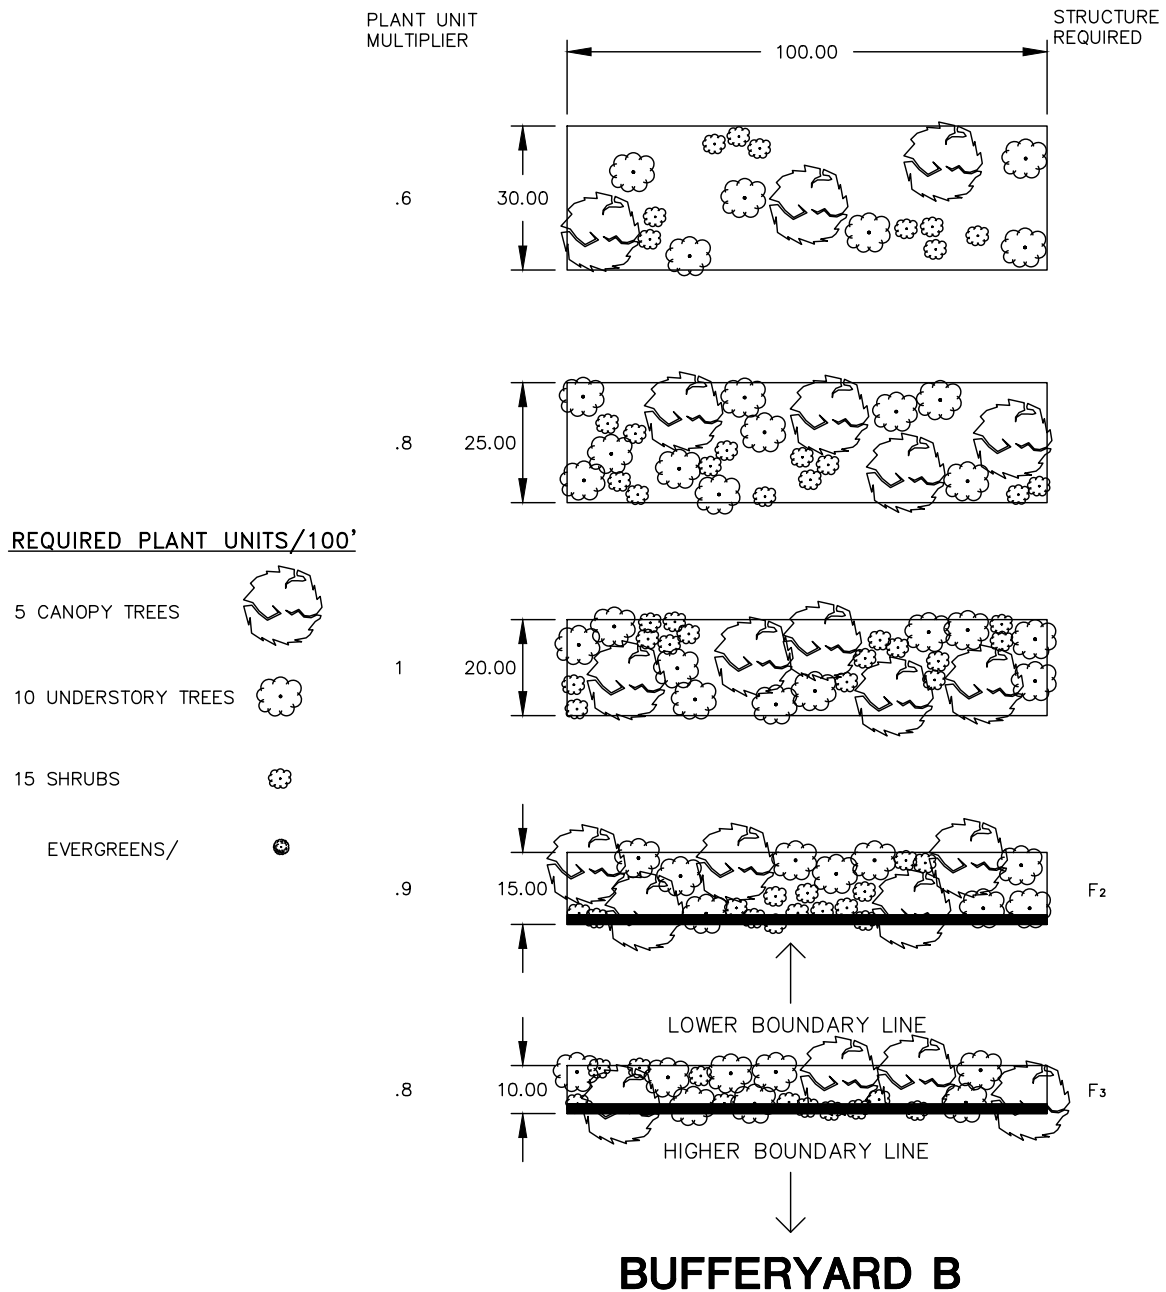 PLANT UNIT
MULTIPLIER
STRUCTURE
REQUIRED
100.00
.6
30.00
.8
25.00
REQUIRED PLANT UNITS/100'
5 CANOPY TREES
10 UNDERSTORY TREES
15 SHRUBS
EVERGREENS/
1
20.00
.9
15.00
F2
LOWER BOUNDARY LINE
.8
10.00
F3
HIGHER BOUNDARY LINE
BUFFERYARD B